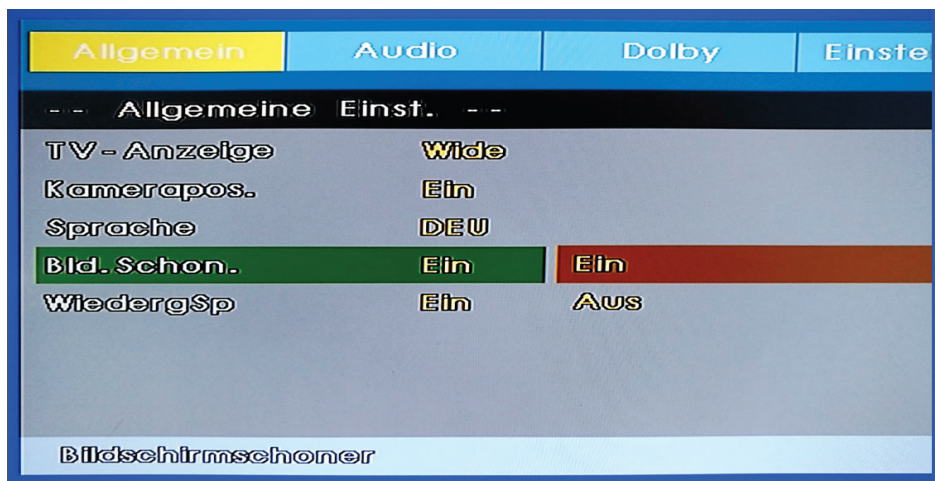 Allgemein Audio Dolby Einste
-- Allgemeine Einst. --
TV-Anzeige Wide
Kamerapos. Ein
Sprache DEU
Bld.Schon. Ein Ein
WiedergSp Ein Aus
Bildschirmschoner